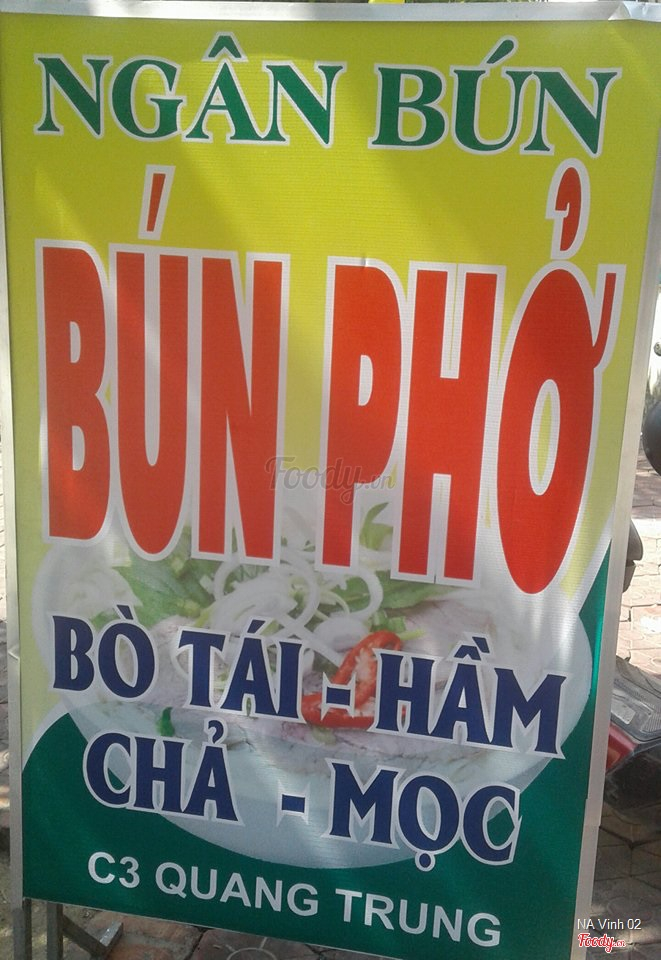 NGÂN BÚN
BÚN PHỞ
Foody.vn
BÒ TÁI - HẦM
CHẢ - MỌC
C3 QUANG TRUNG
NA Vinh 02
Foody.vn